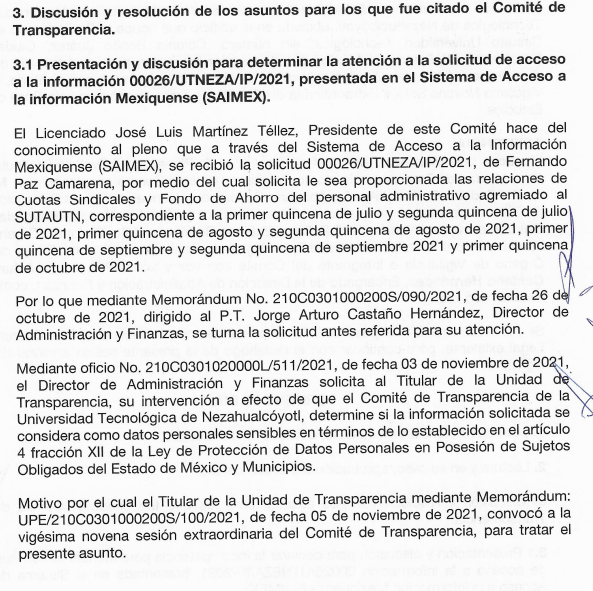 3. Discusión y resolución de los asuntos para los que fue citado el Comité de
Transparencia.
3.1 Presentación y discusión para determinar la atención a la solicitud de acceso
a la información 00026/UTNEZA/IP/2021, presentada en el Sistema de Acceso a
la información Mexiquense (SAIMEX).
El Licenciado José Luis Martínez Téllez, Presidente de este Comité hace del
conocimiento al pleno que a través del Sistema de Acceso a la Información
Mexiquense (SAIMEX), se recibió la solicitud 00026/UTNEZA/IP/2021, de Fernando
Paz Camarena, por medio del cual solicita le sea proporcionada las relaciones de
Cuotas Sindicales y Fondo de Ahorro del personal administrativo agremiado al
SUTAUTN, correspondiente a la primer quincena de julio y segunda quincena de julio
de 2021, primer quincena de agosto y segunda quincena de agosto de 2021, primer
quincena de septiembre y segunda quincena de septiembre 2021 y primer quincena
de octubre de 2021.
Por lo que mediante Memorándum No. 210C0301000200S/090/2021, de fecha 26 de
octubre de 2021, dirigido al P.T. Jorge Arturo Castaño Hernández, Director de
Administración y Finanzas, se turna la solicitud antes referida para su atención.
Mediante oficio No. 210C0301020000L/511/2021, de fecha 03 de noviembre de 2021,
el Director de Administración y Finanzas solicita al Titular de la Unidad de
Transparencia, su intervención a efecto de que el Comité de Transparencia de la
Universidad Tecnológica de Nezahualcóyotl, determine si la información solicitada se
considera como datos personales sensibles en términos de lo establecido en el artículo
4 fracción XII de la Ley de Protección de Datos Personales en Posesión de Sujetos
Obligados del Estado de México y Municipios.
Motivo por el cual el Titular de la Unidad de Transparencia mediante Memorándum:
UPE/210C0301000200S/100/2021, de fecha 05 de noviembre de 2021, convocó a la
vigésima novena sesión extraordinaria del Comité de Transparencia, para tratar el
presente asunto.